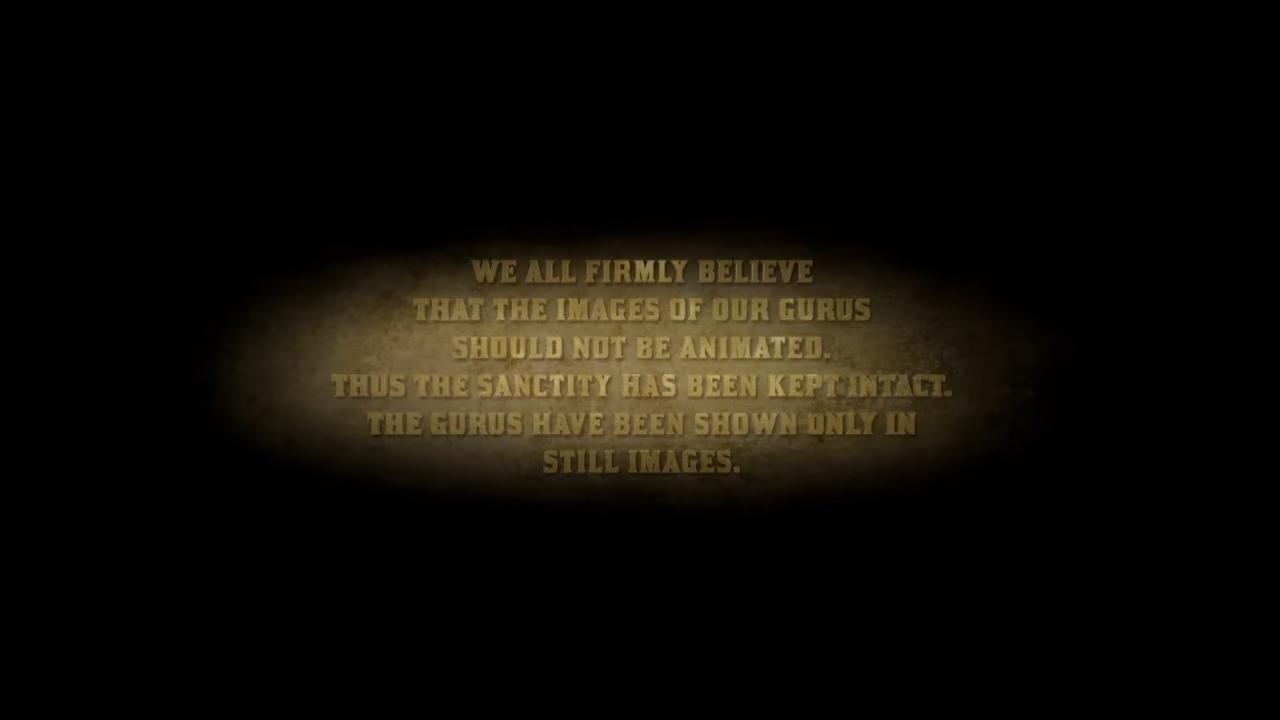 WE ALL FIRMLY BELIEVE
THAT THE IMAGES OF OUR GURUS
SHOULD NOT BE ANIMATED.
THUS THE SANCTITY HAS BEEN KEPT INTACT.
THE GURUS HAVE BEEN SHOWN ONLY IN
STILL IMAGES.